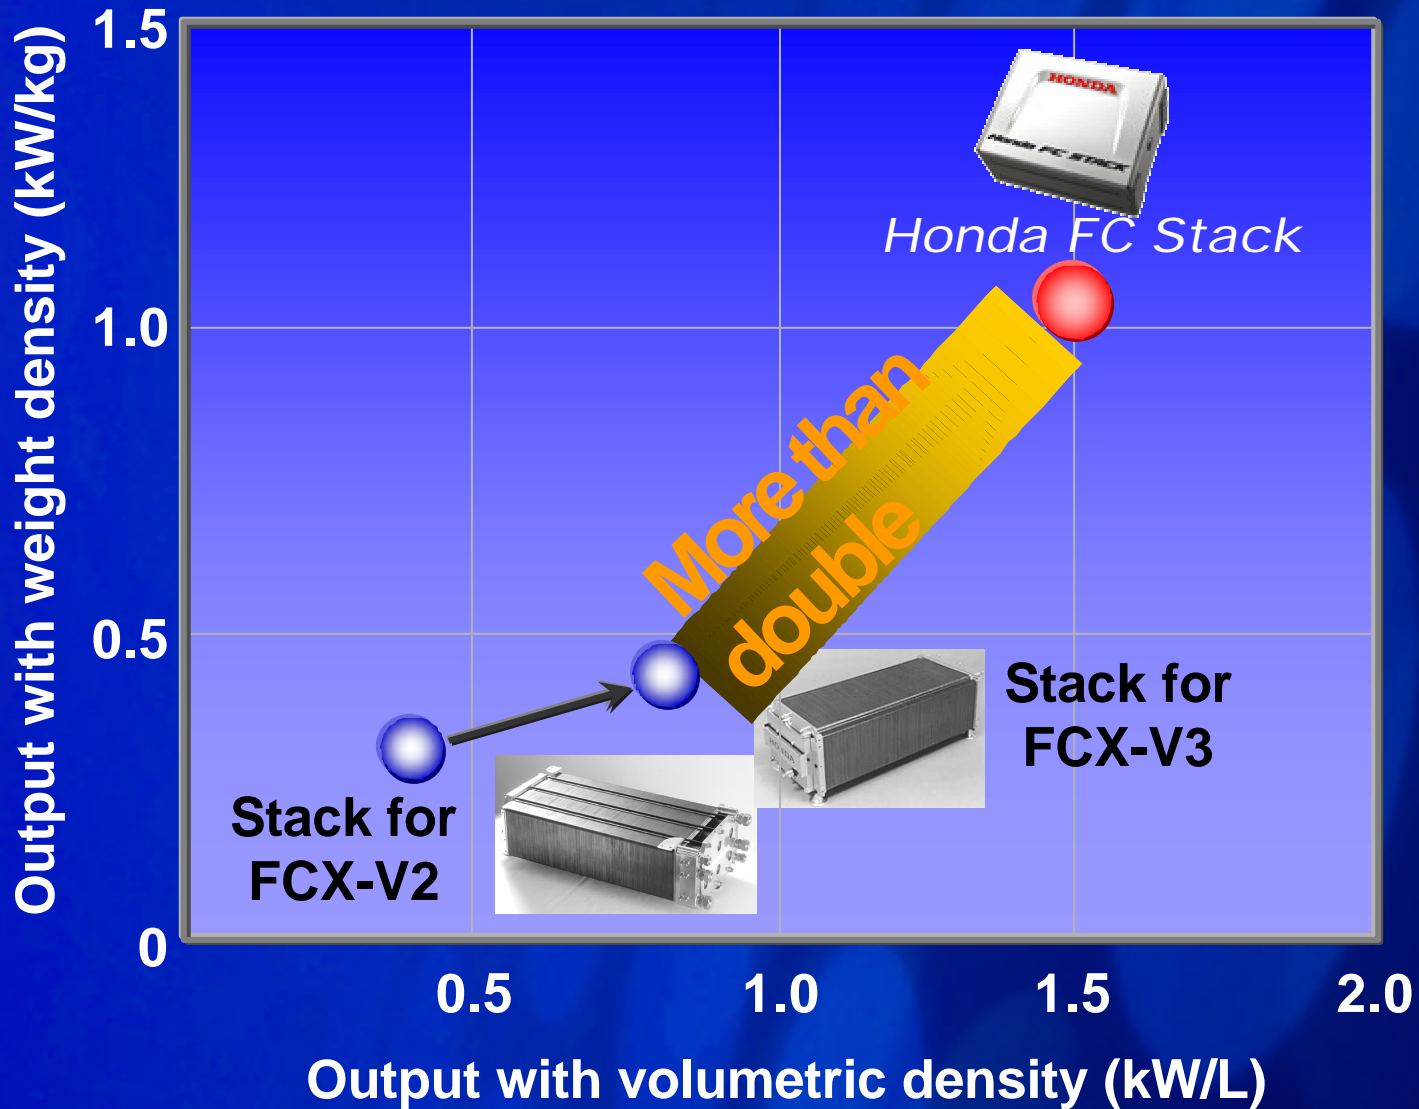 Output with weight density (kW/kg)
1.5
1.0
0.5
0
HONDA
Honda FC STACK
Honda FC Stack
More than
double
HONDA
Stack for
FCX-V3
Stack for
FCX-V2
0.5
1.0
1.5
2.0
Output with volumetric density (kW/L)